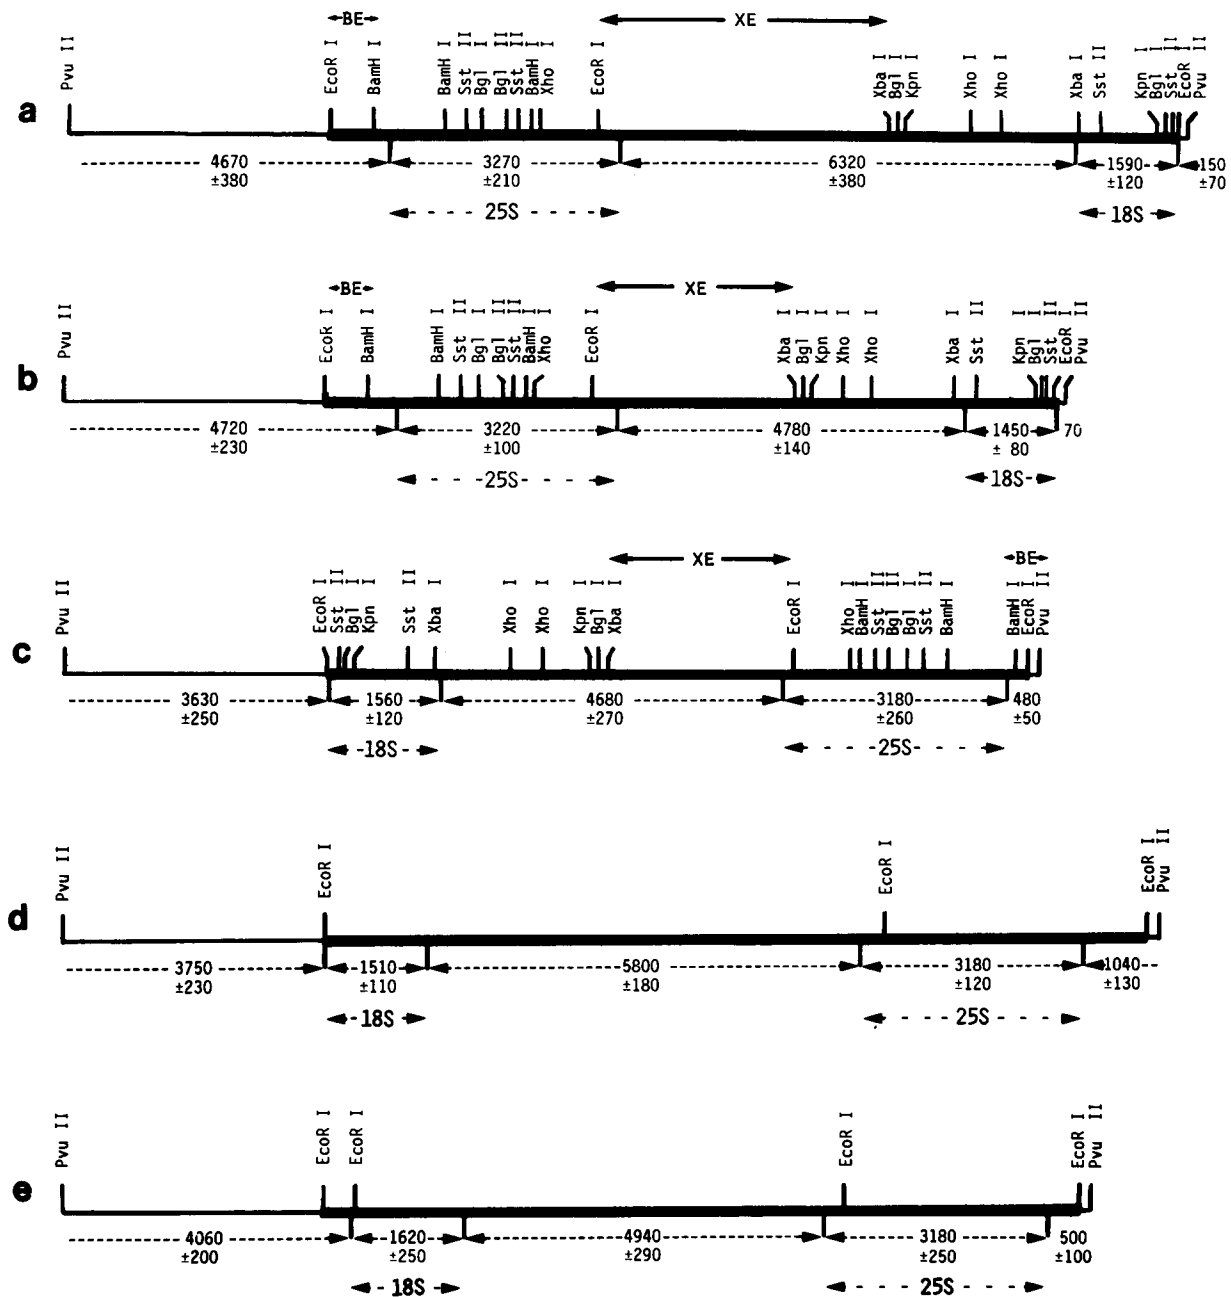 BE
XE
Pvu II
EcoR I
BamH I
BamH I
Sst II
Bgl I
Bgl II
Sst II
BamH I
Xho I
EcoR I
Xba I
Bgl I
Kpn I
Xho I
Xho I
Xba I
Sst II
Kpn I
Bgl I
Sst II
EcoR I
Pvu II
a
4670 3270 6320 1590 150
±380 ±210 ±380 ±120 ±70
25S 18S
BE
XE
Pvu II
EcoR I
BamH I
BamH I
Sst II
Bgl I
Bgl II
Sst II
BamH I
Xho I
EcoR I
Xba I
Bgl I
Kpn I
Xho I
Xho I
Xba I
Sst II
Kpn I
Bgl I
Sst II
EcoR I
Pvu II
b
4720 3220 4780 1450 70
±230 ±100 ±140 ± 80
25S 18S
XE
BE
Pvu II
EcoR I
Sst II
Bgl I
Kpn I
Sst II
Xba I
Xho I
Xho I
Kpn I
Bgl I
Xba I
EcoR I
Xho I
BamH I
Sst II
Bgl II
Bgl I
Sst II
BamH I
BamH I
EcoR I
Pvu II
c
3630 1560 4680 3180 480
±250 ±120 ±270 ±260 ±50
18S 25S
Pvu II
EcoR I
EcoR I
EcoR I
Pvu II
d
3750 1510 5800 3180 1040
±230 ±110 ±180 ±120 ±130
18S 25S
Pvu II
EcoR I
EcoR I
EcoR I
EcoR I
Pvu II
e
4060 1620 4940 3180 500
±200 ±250 ±290 ±250 ±100
18S 25S